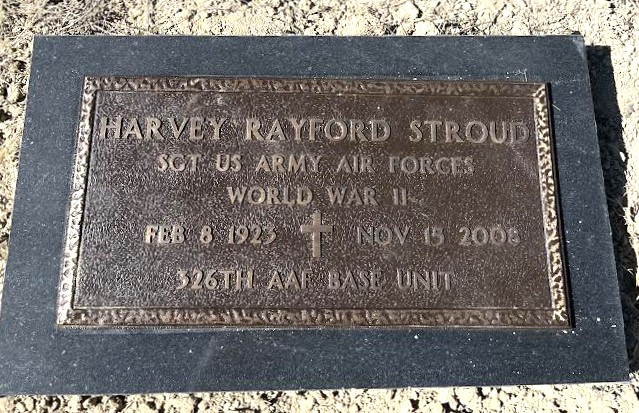 HARVEY RAYFORD STROUD
SGT US ARMY AIR FORCES
WORLD WAR II
FEB 8 1923 NOV 15 2008
326TH AAF BASE UNIT